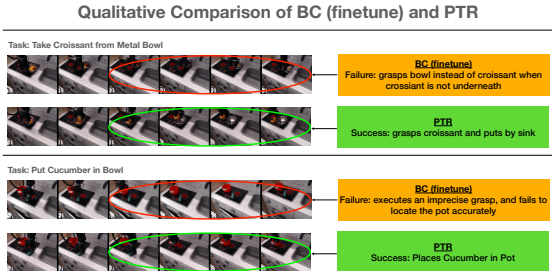 Qualitative Comparison of BC (finetune) and PTR
Task: Take Croissant from Metal Bowl
BC (finetune)
Failure: grasps bowl instead of croissant when
crossiant is not underneath
PTR
Success: grasps croissant and puts by sink
Task: Put Cucumber in Bowl
BC (finetune)
Failure: executes an imprecise grasp, and fails to
locate the pot accurately
PTR
Success: Places Cucumber in Pot